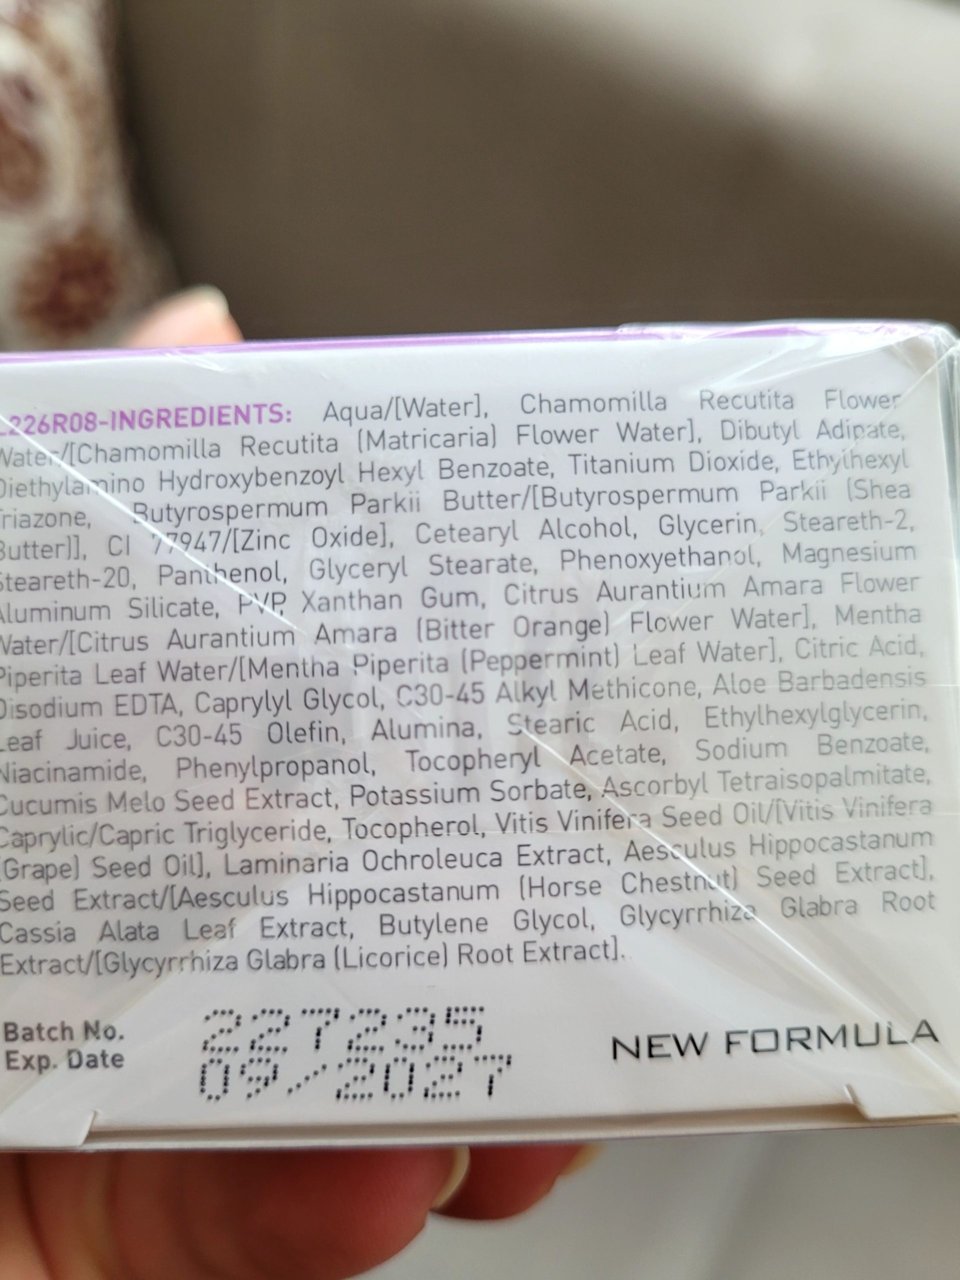 226R08-INGREDIENTS: Aqua/[Water], Chamomilla Recutita Flower
Water/[Chamomilla Recutita (Matricaria) Flower Water], Dibutyl Adipate,
Diethylamino Hydroxybenzoyl Hexyl Benzoate, Titanium Dioxide, Ethylhexyl
Triazone, Butyrospermum Parkii Butter/[Butyrospermum Parkii (Shea
Butter)], CI 77947/[Zinc Oxide], Cetearyl Alcohol, Glycerin, Steareth-2,
Steareth-20, Panthenol, Glyceryl Stearate, Phenoxyethanol, Magnesium
Aluminum Silicate, PVP, Xanthan Gum, Citrus Aurantium Amara Flower
Water/[Citrus Aurantium Amara (Bitter Orange) Flower Water], Mentha
Piperita Leaf Water/[Mentha Piperita (Peppermint) Leaf Water], Citric Acid,
Disodium EDTA, Caprylyl Glycol, C30-45 Alkyl Methicone, Aloe Barbadensis
Leaf Juice, C30-45 Olefin, Alumina, Stearic Acid, Ethylhexylglycerin,
Niacinamide, Phenylpropanol, Tocopheryl Acetate, Sodium Benzoate,
Cucumis Melo Seed Extract, Potassium Sorbate, Ascorbyl Tetraisopalmitate,
Caprylic/Capric Triglyceride, Tocopherol, Vitis Vinifera Seed Oil/[Vitis Vinifera
(Grape) Seed Oil], Laminaria Ochroleuca Extract, Aesculus Hippocastanum
Seed Extract/[Aesculus Hippocastanum (Horse Chestnut) Seed Extract],
Cassia Alata Leaf Extract, Butylene Glycol, Glycyrrhiza Glabra Root
Extract/[Glycyrrhiza Glabra (Licorice) Root Extract].
Batch No. 227235
Exp. Date 09/2027
NEW FORMULA